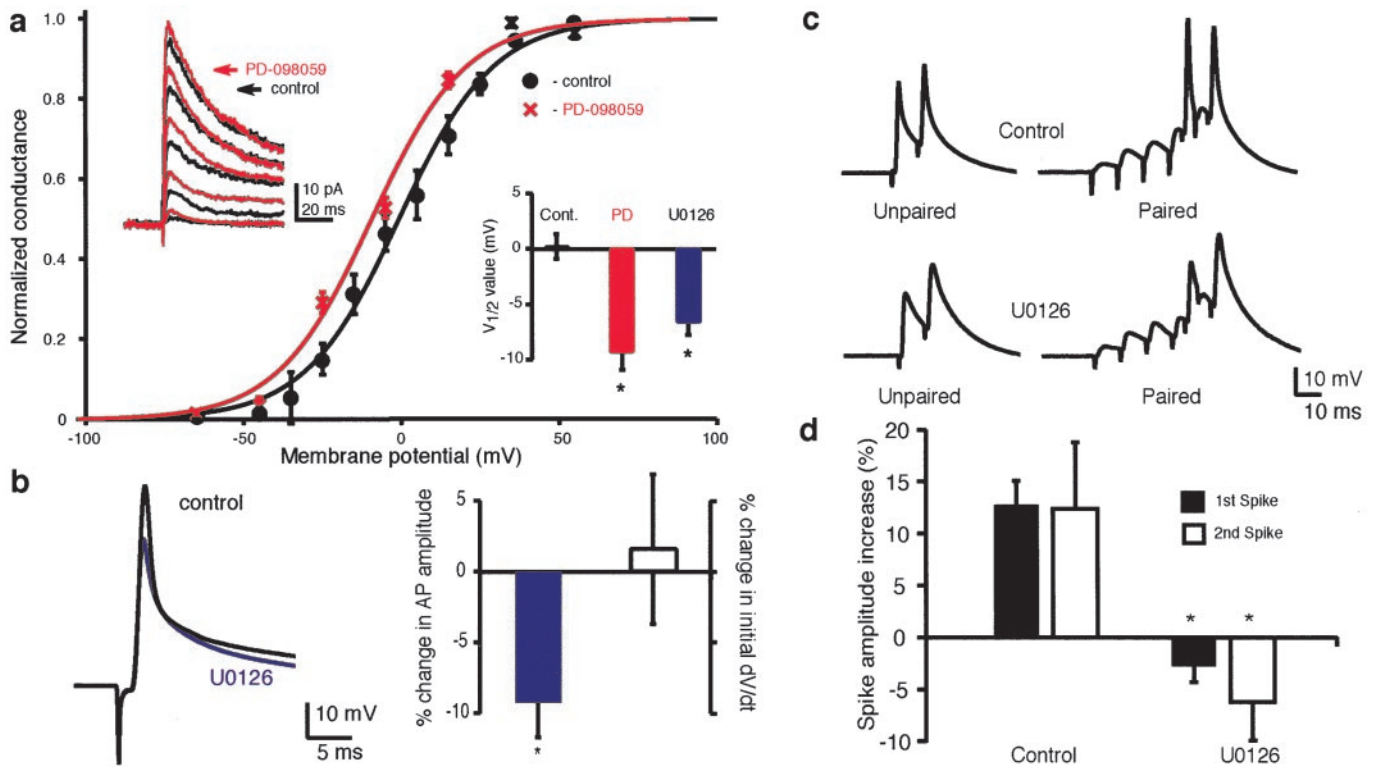 a
Normalized conductance
1.0
0.8
0.6
0.4
0.2
0
-100
-50
0
50
100
Membrane potential (mV)
PD-098059
control
10 pA
20 ms
- control
- PD-098059
V1/2 value (mV)
5
0
-5
-10
Cont.
PD
U0126
*
*
b
control
U0126
10 mV
5 ms
% change in AP amplitude
5
0
-5
-10
*
% change in initial dV/dt
c
Control
Unpaired
Paired
U0126
Unpaired
Paired
10 mV
10 ms
d
Spike amplitude increase (%)
20
15
10
5
0
-5
-10
1st Spike
2nd Spike
*
*
Control
U0126